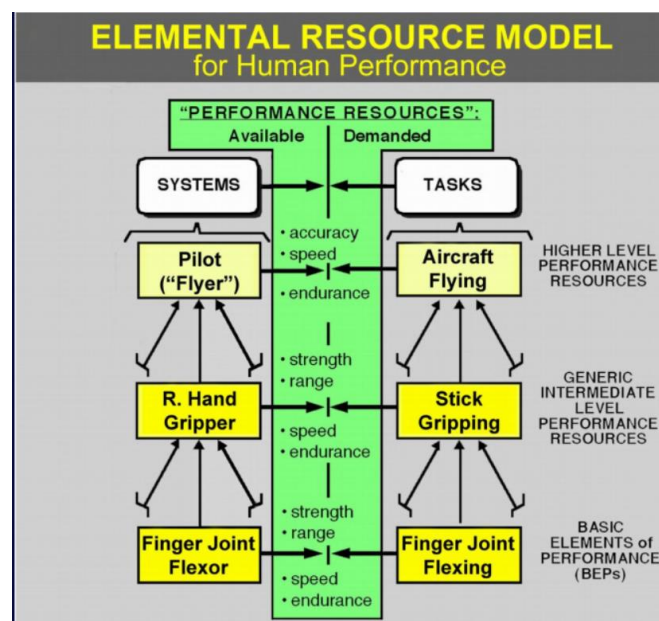 ELEMENTAL RESOURCE MODEL
for Human Performance
“PERFORMANCE RESOURCES”:
Available Demanded
SYSTEMS
TASKS
• accuracy
• speed
• endurance
Pilot
(“Flyer”)
Aircraft
Flying
HIGHER LEVEL
PERFORMANCE
RESOURCES
• strength
• range
• speed
• endurance
R. Hand
Gripper
Stick
Gripping
GENERIC
INTERMEDIATE
LEVEL
PERFORMANCE
RESOURCES
• strength
• range
• speed
• endurance
Finger Joint
Flexor
Finger Joint
Flexing
BASIC
ELEMENTS of
PERFORMANCE
(BEPs)